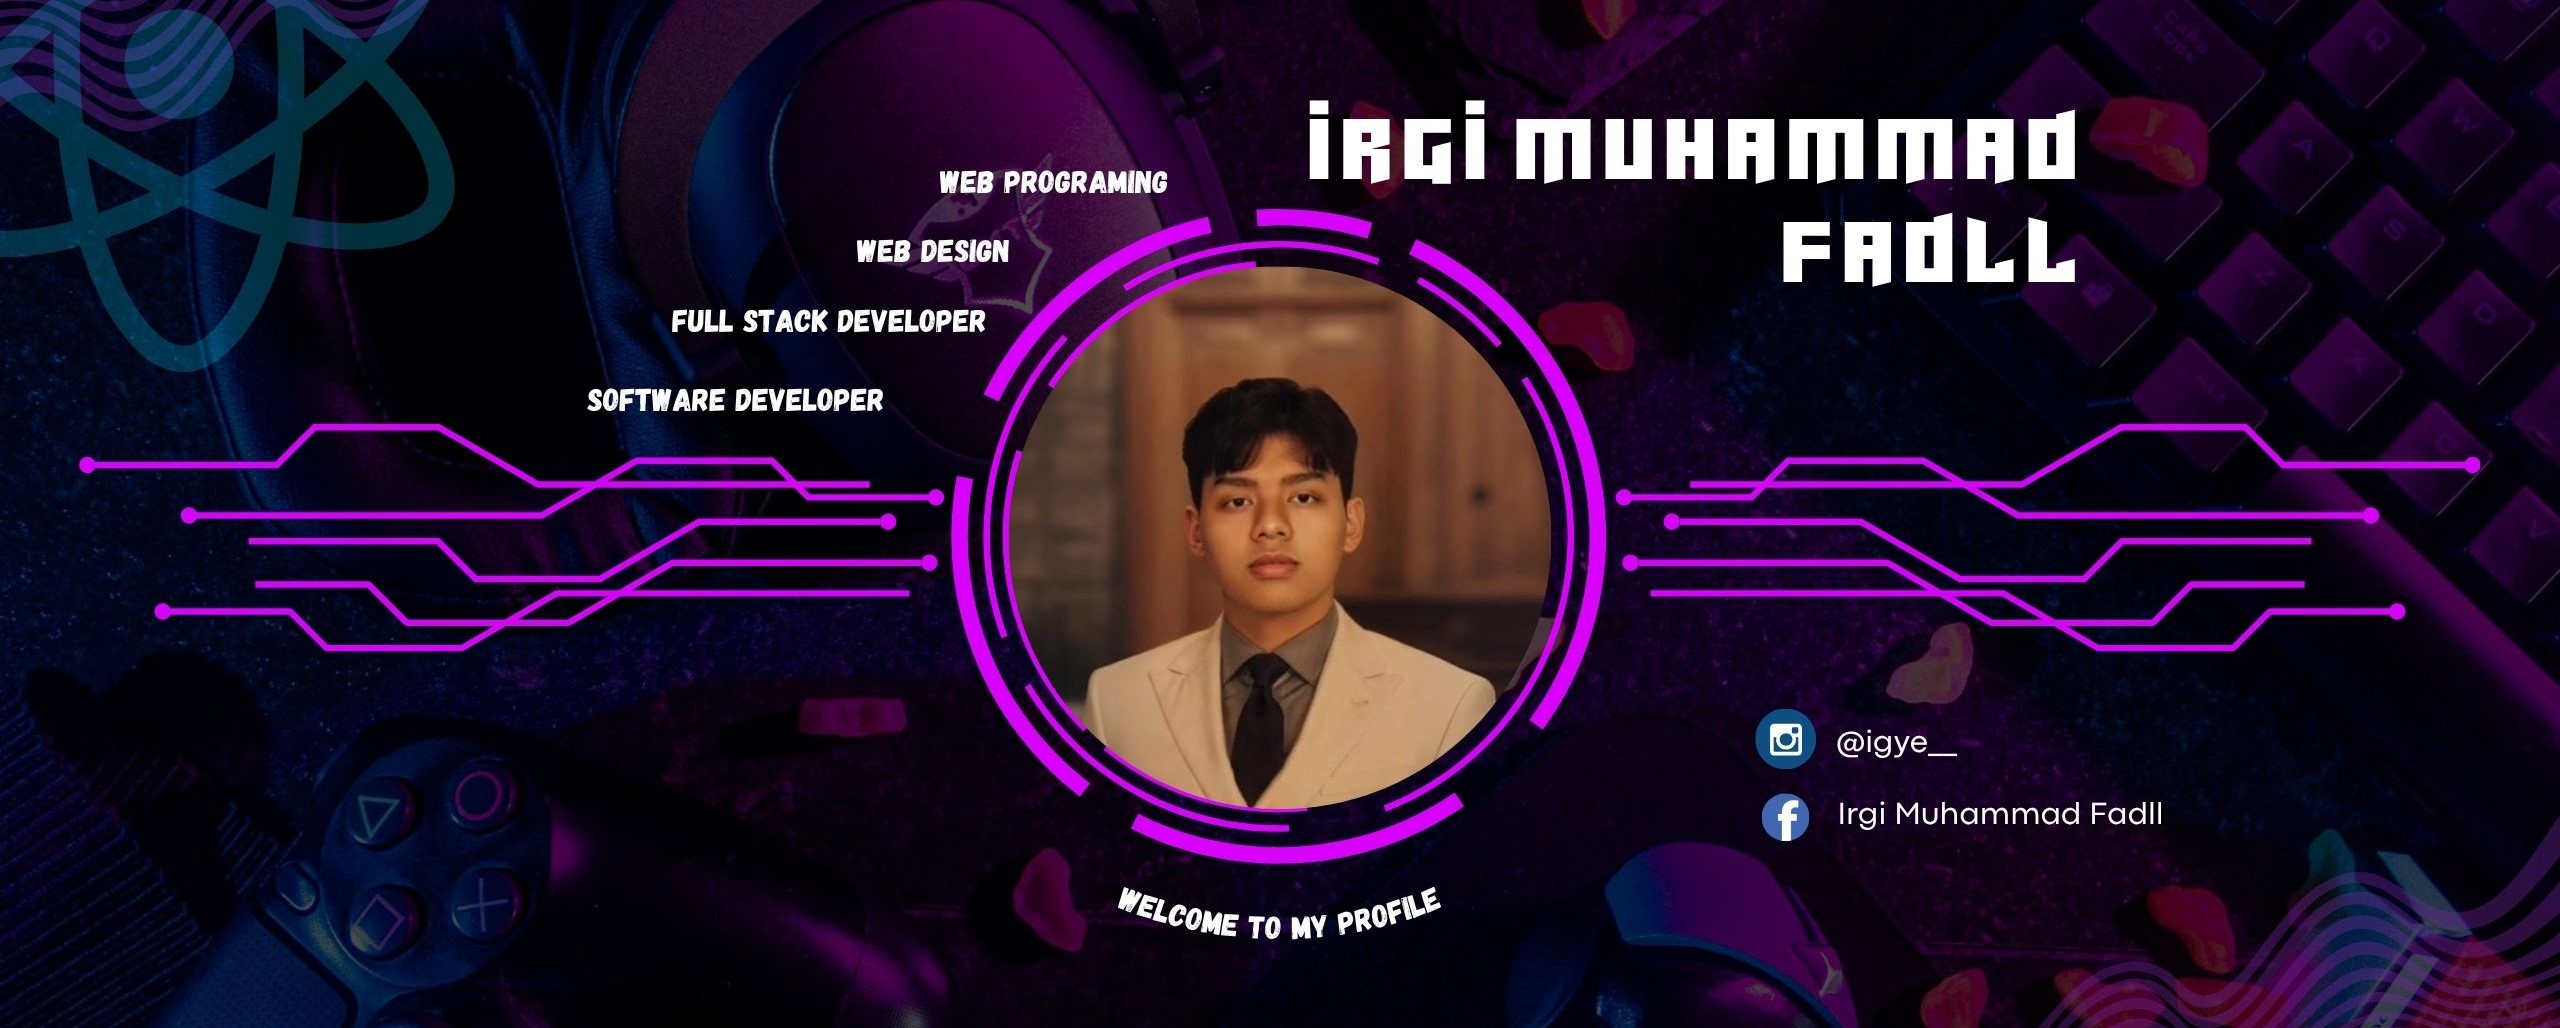 iRGi MUHAMMAD
FADLL
WEB PROGRAMING
WEB DESIGN
FULL STACK DEVELOPER
SOFTWARE DEVELOPER
@igye__
Irgi Muhammad Fadll
WELCOME TO MY PROFILE